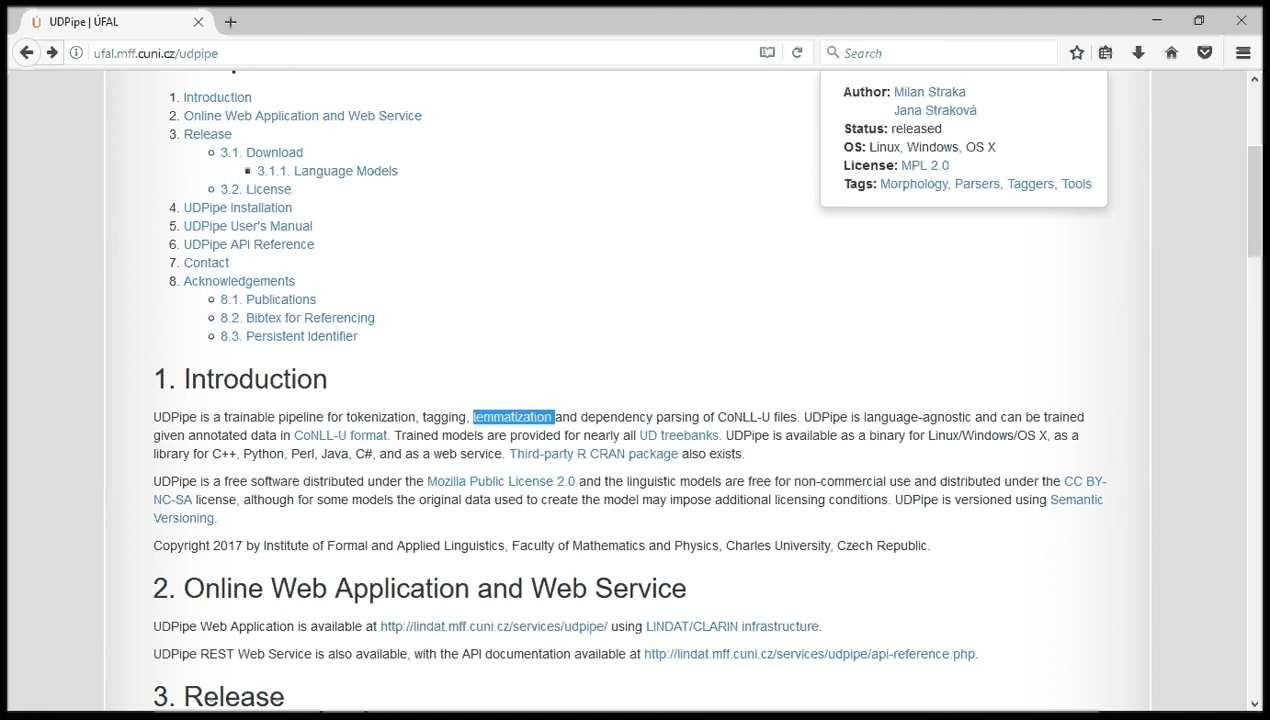 UDPipe | ÚFAL
ufal.mff.cuni.cz/udpipe
Search
1. Introduction
2. Online Web Application and Web Service
3. Release
3.1. Download
3.1.1. Language Models
3.2. License
4. UDPipe Installation
5. UDPipe User's Manual
6. UDPipe API Reference
7. Contact
8. Acknowledgements
8.1. Publications
8.2. Bibtex for Referencing
8.3. Persistent Identifier
Author: Milan Straka
Jana Straková
Status: released
OS: Linux, Windows, OS X
License: MPL 2.0
Tags: Morphology, Parsers, Taggers, Tools
1. Introduction
UDPipe is a trainable pipeline for tokenization, tagging, lemmatization and dependency parsing of CoNLL-U files. UDPipe is language-agnostic and can be trained
given annotated data in CoNLL-U format. Trained models are provided for nearly all UD treebanks. UDPipe is available as a binary for Linux/Windows/OS X, as a
library for C++, Python, Perl, Java, C#, and as a web service. Third-party R CRAN package also exists.
UDPipe is a free software distributed under the Mozilla Public License 2.0 and the linguistic models are free for non-commercial use and distributed under the CC BY-
NC-SA license, although for some models the original data used to create the model may impose additional licensing conditions. UDPipe is versioned using Semantic
Versioning.
Copyright 2017 by Institute of Formal and Applied Linguistics, Faculty of Mathematics and Physics, Charles University, Czech Republic.
2. Online Web Application and Web Service
UDPipe Web Application is available at http://lindat.mff.cuni.cz/services/udpipe/ using LINDAT/CLARIN infrastructure.
UDPipe REST Web Service is also available, with the API documentation available at http://lindat.mff.cuni.cz/services/udpipe/api-reference.php.
3. Release